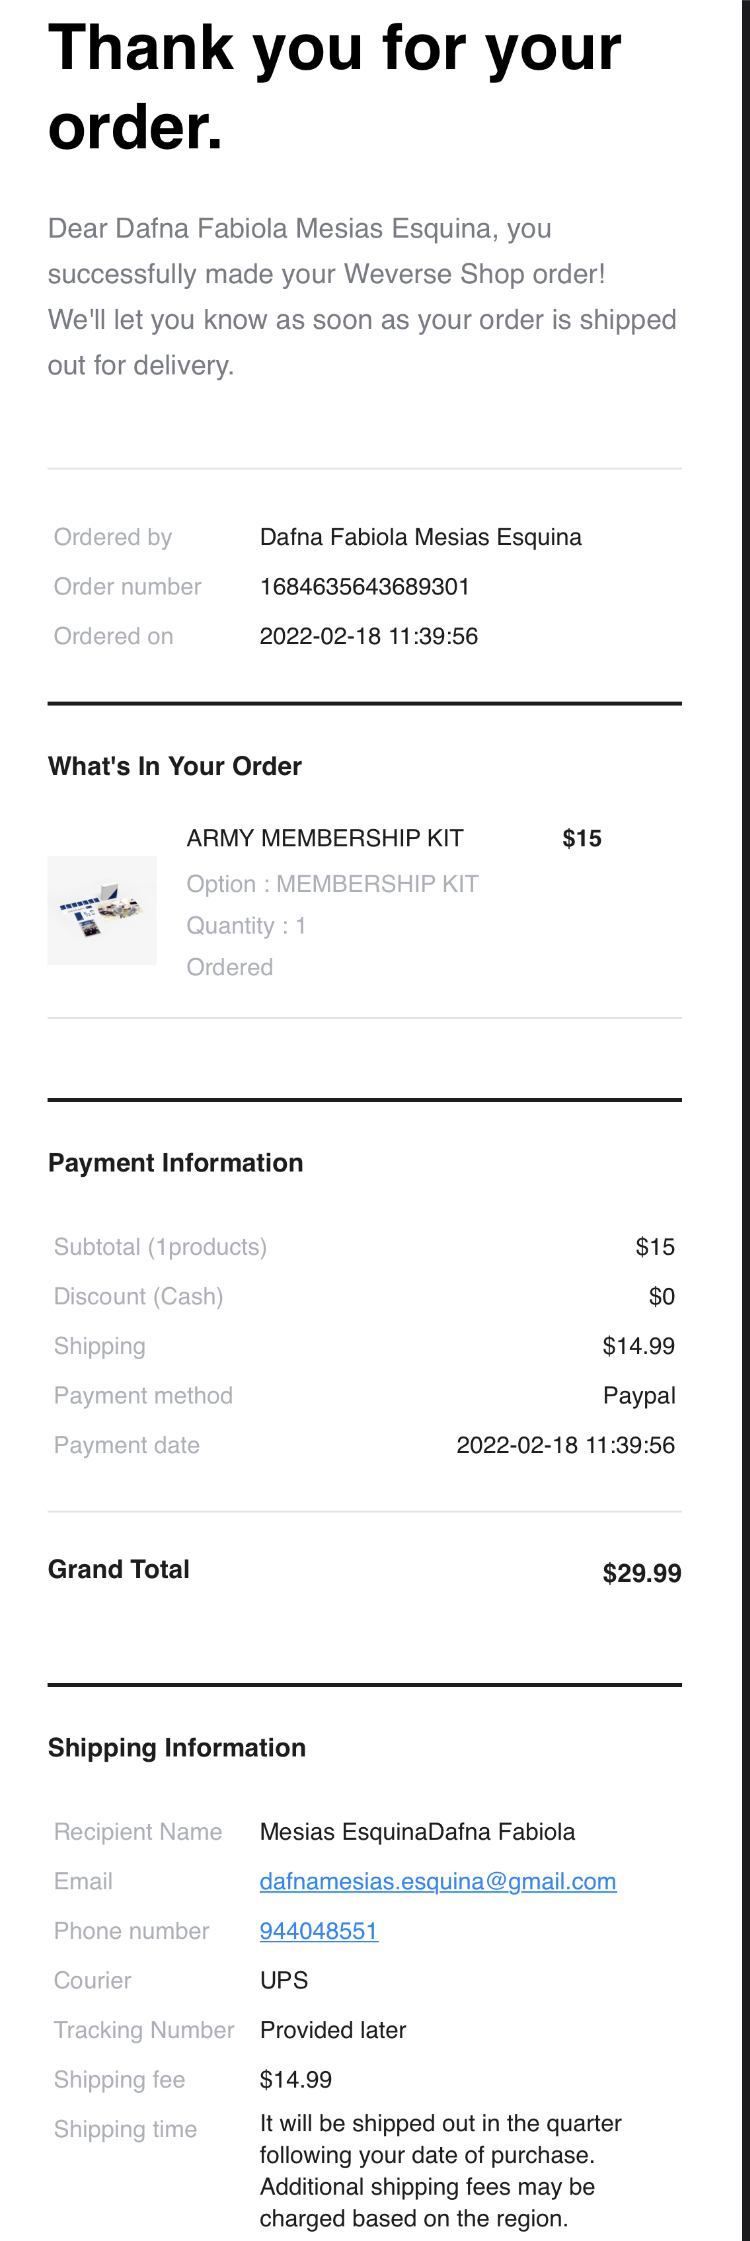 Thank you for your
order.
Dear Dafna Fabiola Mesias Esquina, you
successfully made your Weverse Shop order!
We'll let you know as soon as your order is shipped
out for delivery.
Ordered by Dafna Fabiola Mesias Esquina
Order number 1684635643689301
Ordered on 2022-02-18 11:39:56
What's In Your Order
ARMY MEMBERSHIP KIT $15
Option : MEMBERSHIP KIT
Quantity : 1
Ordered
Payment Information
Subtotal (1products) $15
Discount (Cash) $0
Shipping $14.99
Payment method Paypal
Payment date 2022-02-18 11:39:56
Grand Total $29.99
Shipping Information
Recipient Name Mesias EsquinaDafna Fabiola
Email dafnamesias.esquina@gmail.com
Phone number 944048551
Courier UPS
Tracking Number Provided later
Shipping fee $14.99
Shipping time It will be shipped out in the quarter
following your date of purchase.
Additional shipping fees may be
charged based on the region.